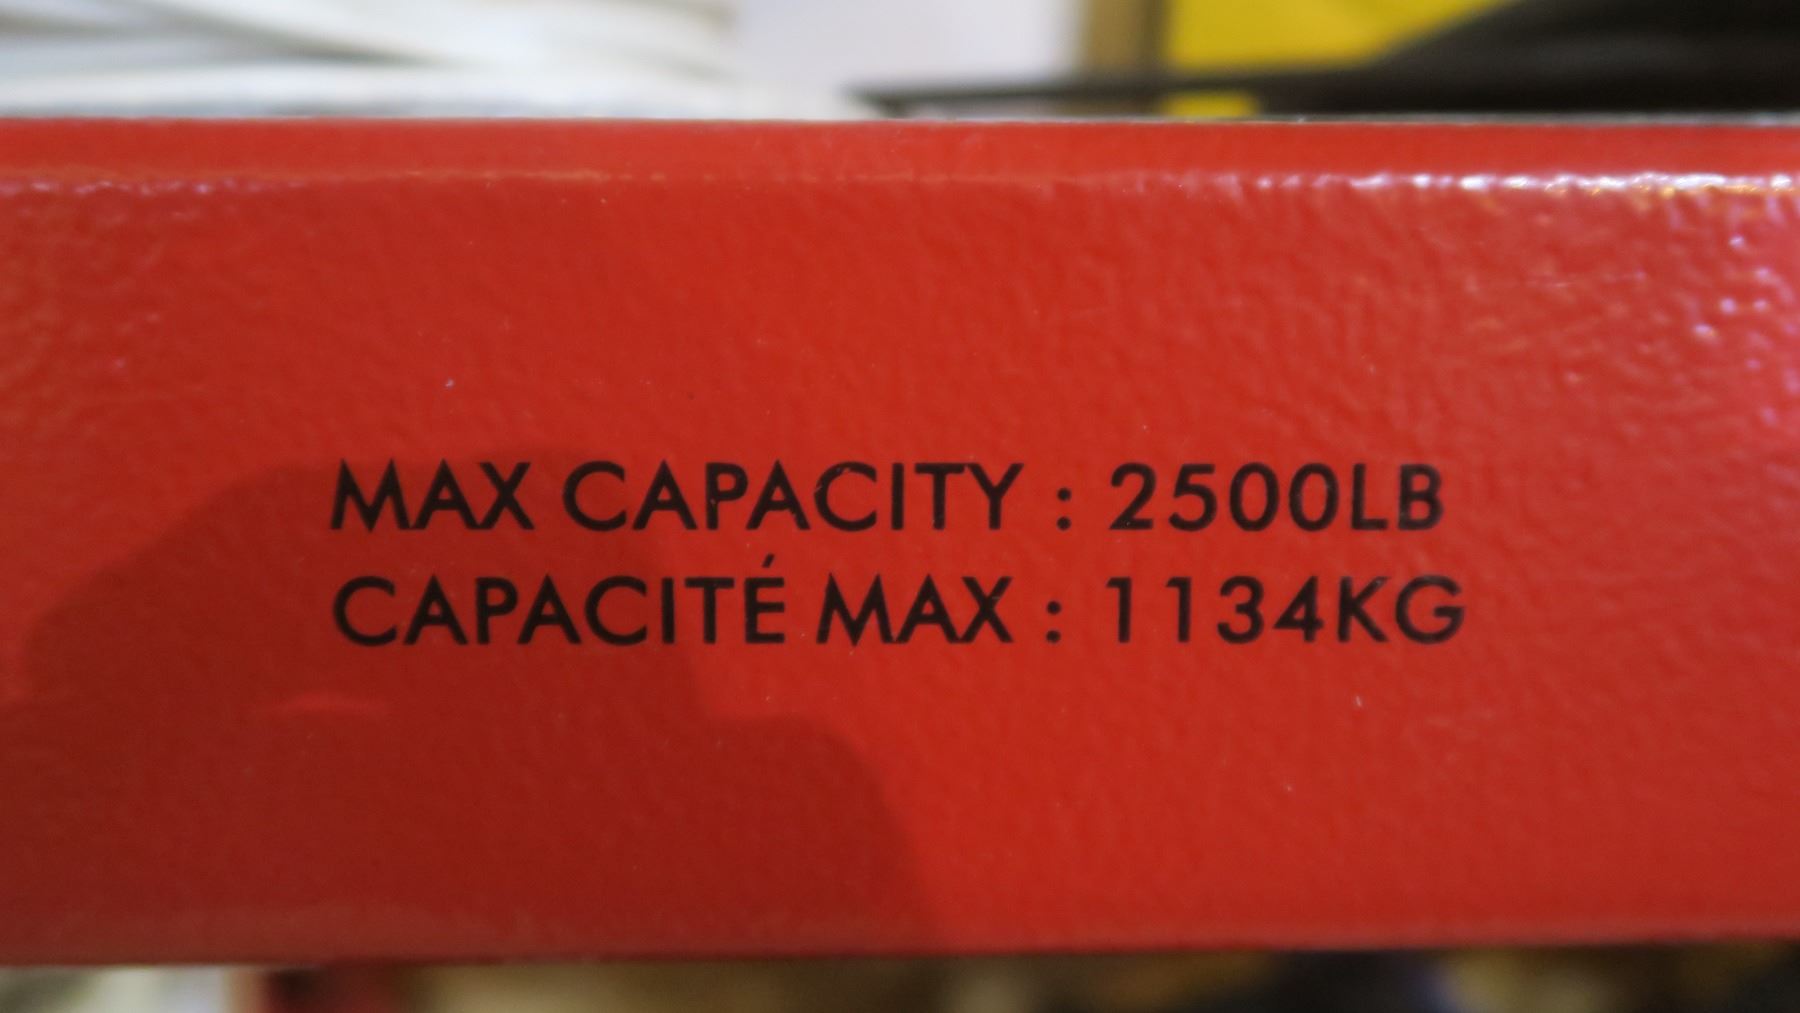 MAX CAPACITY : 2500LB
CAPACITÉ MAX : 1134KG